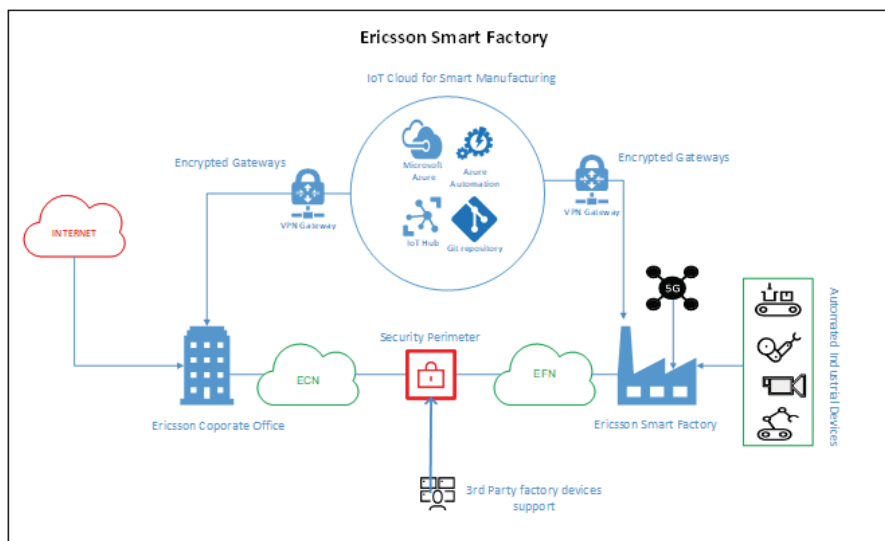 Ericsson Smart Factory
IoT Cloud for Smart Manufacturing
Microsoft
Azure
Azure
Automation
IoT Hub
Git repository
Encrypted Gateways
VPN Gateway
Encrypted Gateways
VPN Gateway
INTERNET
5G
Automated Industrial Devices
Security Perimeter
ECN
EFN
Ericsson Coporate Office
Ericsson Smart Factory
3rd Party factory devices
support